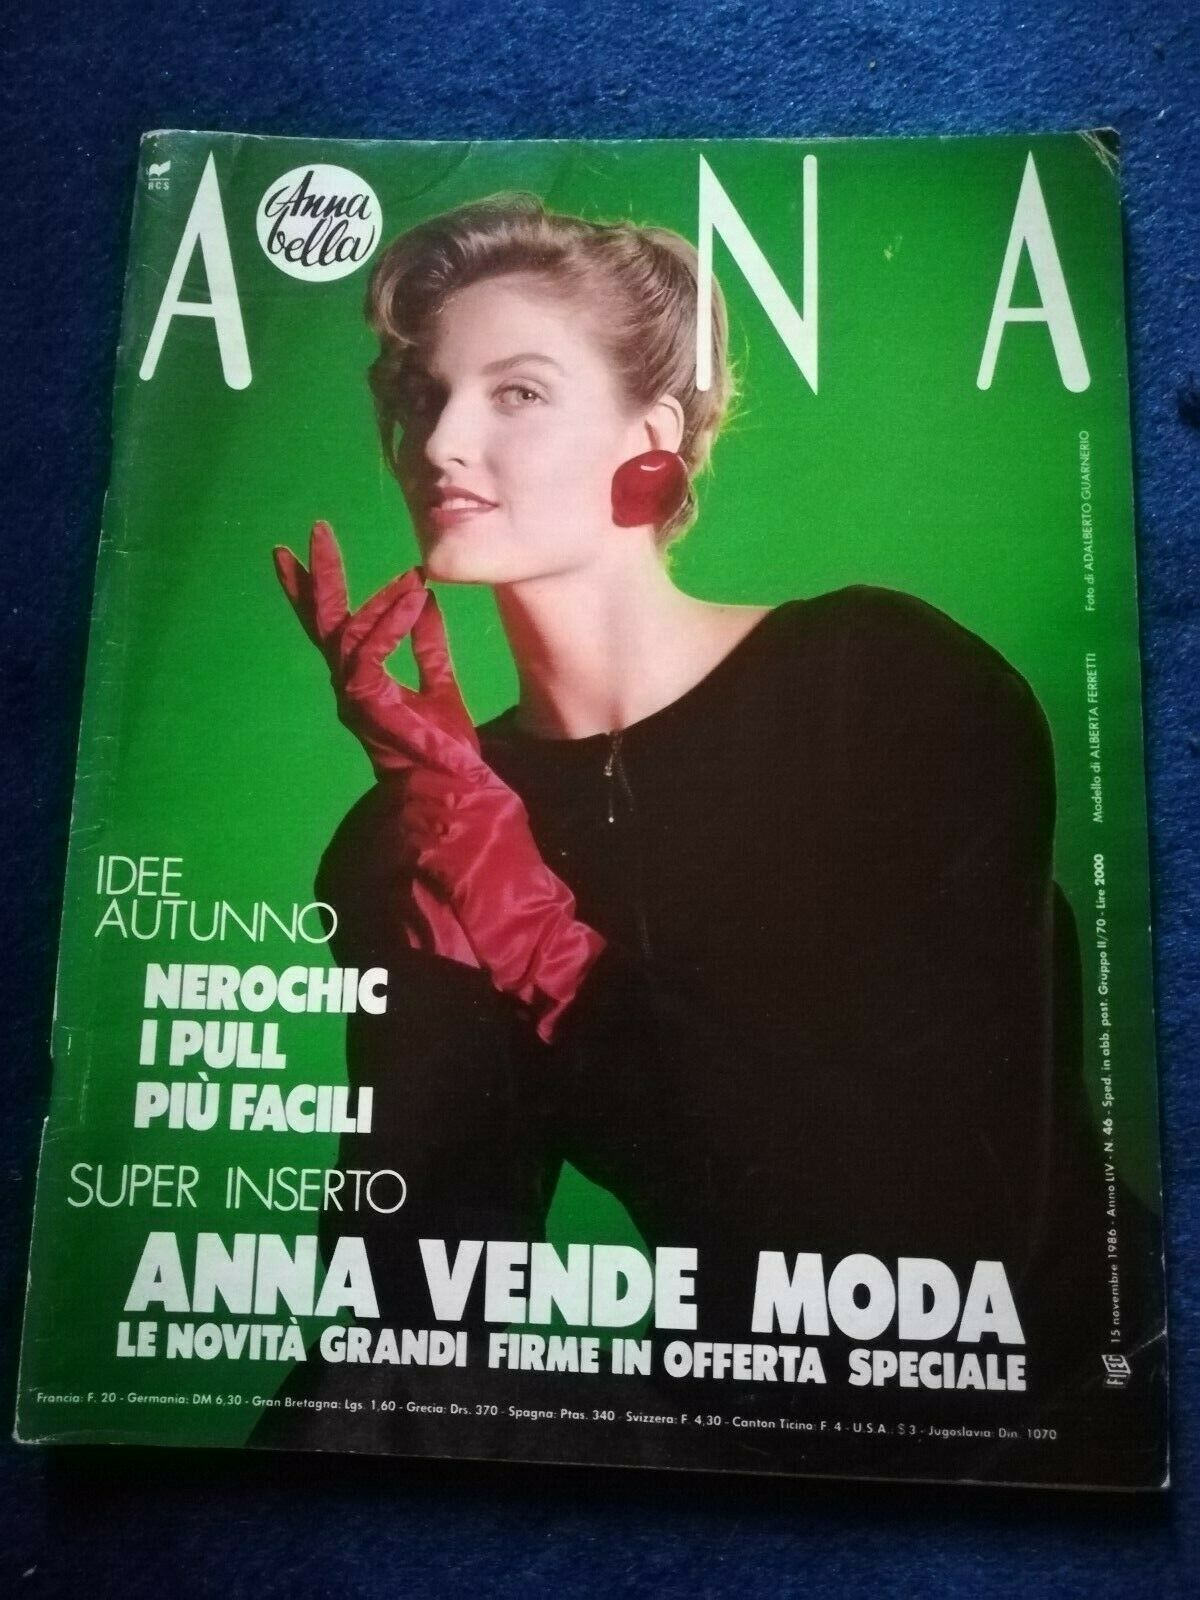 RCS
A NA
Anna
bella
Foto di ADALBERTO GUARNERIO
Modello di ALBERTA FERRETTI
15 novembre 1986 - Anno LIV - N. 46 - Sped. in abb. post. Gruppo II/70 - Lire 2000
IDEE
AUTUNNO
NEROCHIC
I PULL
PIÙ FACILI
SUPER INSERTO
ANNA VENDE MODA
LE NOVITÀ GRANDI FIRME IN OFFERTA SPECIALE
Francia: F. 20 - Germania: DM 6,30 - Gran Bretagna: Lgs. 1,60 - Grecia: Drs. 370 - Spagna: Ptas. 340 - Svizzera: F. 4,30 - Canton Ticino: F. 4 - U.S.A.: $ 3 - Jugoslavia: Din. 1070